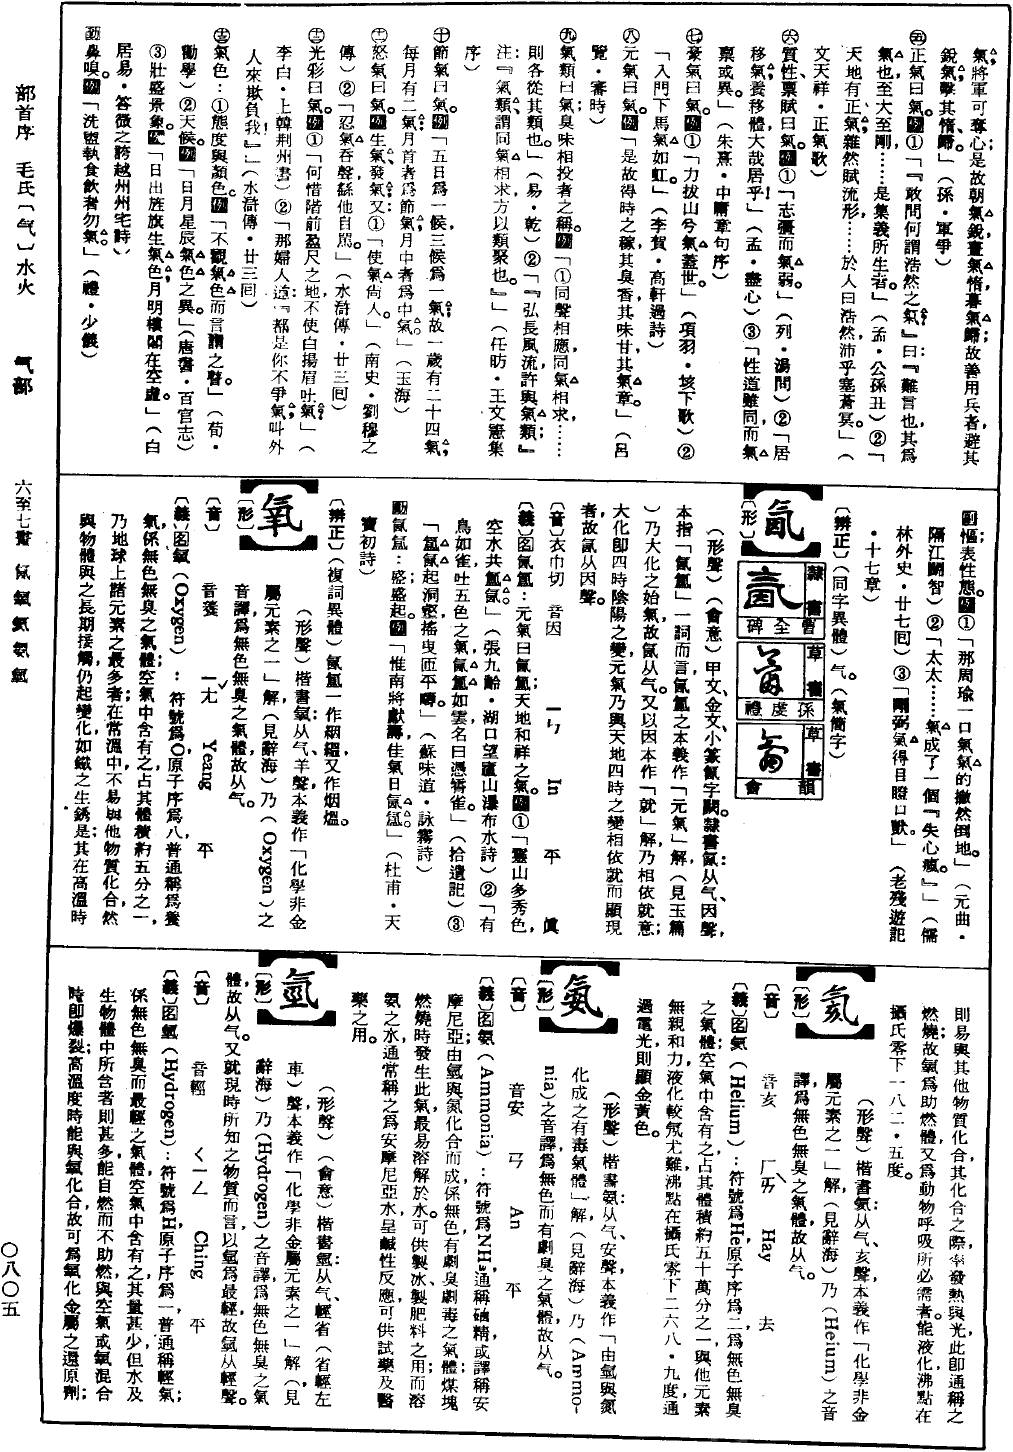 氣，將軍可奪心；是故朝氣銳，晝氣惰，暮氣歸；故善用兵者，避其
銳氣，擊其惰歸。」（孫・軍爭）
㊄正氣曰氣。例①「『敢問何謂浩然之氣？』曰：『難言也，其爲
氣也，至大至剛……是集義所生者。」（孟・公孫丑）②「
天地有正氣，雜然賦流形……於人曰浩然，沛乎塞蒼冥。」（
文天祥・正氣歌）
㊅質性稟賦曰氣。例①「志彊而氣弱。」（列・湯問）②「居
移氣，養移體，大哉居乎！」（孟・盡心）③「性道雖同，而氣
稟或異。」（朱熹・中庸章句序）
㊆豪氣曰氣。例①「力拔山兮氣蓋世。」（項羽・垓下歌）②
「入門下馬氣如虹。」（李賀・高軒過詩）
㊇元氣曰氣。例「是故得時之稼，其臭香，其味甘，其氣章。」（呂
覽・審時）
㊈氣類曰氣，臭味相投者之稱。例「①同聲相應，同氣相求……
則各從其類也。」（易・乾）②「『弘長風流，許與氣類；』
注：『氣類，謂同氣相求，方以類聚也。』」（任昉・王文憲集
序）
㊉節氣曰氣。例「五日爲一候，三候爲一氣，故一歲有二十四氣，
每月有二氣，月首者爲節氣，月中者爲中氣。」（玉海）
怒氣曰氣。例生氣，發氣；又①「使氣尙人。」（南史・劉穆之
傳）②「忍氣呑聲，繇他自罵。」（水滸傳・廿三回）
光彩曰氣。例①「何惜階前盈尺之地，不使白揚眉吐氣。」（
李白・上韓荆州書）②「那婦人道：『都是你不爭氣，叫外
人來欺負我！』」（水滸傳・廿三回）
氣色：①態度與顏色。例「不觀氣色而言謂之瞽。」（荀・
勸學）②天候。例「日月星辰氣色之異。」（唐書・百官志）
③壯盛景象。例「日出旌旗生氣色，月明樓閣在空虛。」（白
居易・答微之誇越州州宅詩）
動鼻嗅。例「洗盥執食飲者勿氣。」（禮・少儀）
副慪；表性態。例①「那周瑜一口氣氣的撇然倒地。」（元曲・
隔江鬭智）②「太太……氣成了一個『失心瘋。』」（儒
林外史・廿七回）③「剛弼氣得目瞪口獃。」（老殘遊記
・十七章）
〔辨正〕（同字異體）气。（氣簡字）
氤
隸書 曹全碑
草書 孫虔禮
草書 韻會
〔形〕（形聲）（會意）甲文、金文、小篆氤字闕。隸書氤：从气、因聲，
本指「氤氳」一詞而言，氤氳之本義作「元氣」解，（見玉篇
）乃大化之始氣，故氤从气。又以因本作「就」解，乃相依就意；
大化卽四時陰陽之變，元氣乃與天地四時之變相依就而顯現
者，故氤从因聲。
〔音〕衣巾切 音因 ㄧㄣ In 平 眞
〔義〕名氤氳：元氣曰氤氳；天地和祥之氣。例①「靈山多秀色，
空水共氤氳。」（張九齡・湖口望廬山瀑布水詩）②「有
鳥如雀，吐五色之氣，氤氳如雲，名曰憑霄雀。」（拾遺記）③
「氤氳起洞壑，搖曳匝平疇。」（蘇味道・詠霧詩）
副氤氳：盛；盛起。例「惟南將獻壽，佳氣日氤氳。」（杜甫・天
寶初詩）
〔辨正〕（複詞異體）氤氳一作絪縕，又作烟熅。
氧
〔形〕（形聲）楷書氧：从气、羊聲，本義作「化學非金
屬元素之一」解，（見辭海）乃（Oxygen）之
音譯，爲無色無臭之氣體，故从气。
〔音〕音養 ㄧㄤˇ Yeang 平
〔義〕名氧（Oxygen）：符號爲O，原子序爲八，普通稱爲養
氣；係無色無臭之氣體，空氣中含有之，占其體積約五分之一，
乃地球上諸元素之最多者；在常溫中不易與他物質化合，然
與物體與之長期接觸，仍起變化，如鐵之生銹是；其在高溫時
則易與其他物質化合，其化合之際，率發熱與光，此卽通稱之
燃燒，故氧爲助燃體；又爲動物呼吸所必需者。能液化，沸點在
攝氏零下一八二・五度。
氦
〔形〕（形聲）楷書氦：从气、亥聲，本義作「化學非金
屬元素之一」解，（見辭海）乃（Helium）之音
譯，爲無色無臭之氣體，故从气。
〔音〕音亥 ㄏㄞˋ Hay 去
〔義〕名氦（Helium）：符號爲He，原子序爲二，爲無色無臭
之氣體；空氣中含有之，占其體積約五十萬分之一；與他元素
無親和力，液化較氖尤難，沸點在攝氏零下二六八・九度；通
過電光則顯金黃色。
氨
〔形〕（形聲）楷書氨：从气、安聲，本義作「由氫與氮
化成之有毒氣體」解，（見辭海）乃（Ammo-
nia）之音譯，爲無色而有劇臭之氣體，故从气。
〔音〕音安 ㄢ An 平
〔義〕名氨（Ammonia）：符號爲NH₃，通稱硇精，或譯稱安
摩尼亞，由氫與氮化合而成，係無色有劇臭劇毒之氣體；煤塊
燃燒時發生此氣，最易溶解於水，可供製冰、製肥料之用；而溶
氨之水，通常稱之爲安摩尼亞水，呈鹹性反應，可供試藥及醫
藥之用。
氫
〔形〕（形聲）（會意）楷書氫：从气、輕省（省輕左
車）聲，本義作「化學非金屬元素之一」解，（見
辭海）乃（Hydrogen）之音譯，爲無色無臭之氣
體，故从气。又就現時所知之物質而言，以氫爲最輕，故氫从輕聲。
〔音〕音輕 ㄑㄧㄥ Ching 平
〔義〕名氫（Hydrogen）：符號爲H，原子序爲一，普通稱輕氣；
係無色無臭而最輕之氣體，空氣中含有之，其量甚少，但水及
生物體中所含者則甚多；能自燃而不助燃，與空氣或氧混合
時卽爆裂；高溫度時能與氧化合，故可爲氧化金屬之還原劑；
部首序 毛氏〔气〕水火 气部 六至七畫 氤氧氦氨氫 〇八〇五